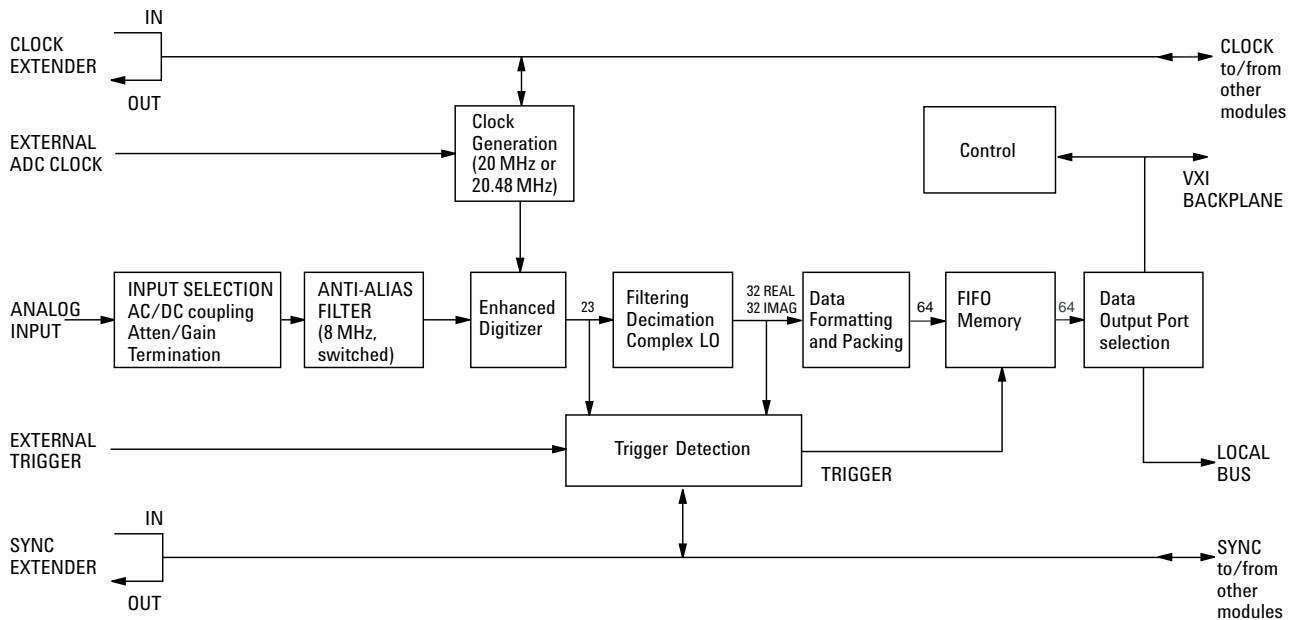 IN
CLOCK
EXTENDER
OUT
CLOCK
to/from
other
modules
EXTERNAL
ADC CLOCK
Clock
Generation
(20 MHz or
20.48 MHz)
Control
VXI
BACKPLANE
ANALOG
INPUT
INPUT SELECTION
AC/DC coupling
Atten/Gain
Termination
ANTI-ALIAS
FILTER
(8 MHz,
switched)
Enhanced
Digitizer
23
Filtering
Decimation
Complex LO
32 REAL
32 IMAG
Data
Formatting
and Packing
64
FIFO
Memory
64
Data
Output Port
selection
EXTERNAL
TRIGGER
Trigger Detection
TRIGGER
LOCAL
BUS
IN
SYNC
EXTENDER
OUT
SYNC
to/from
other
modules